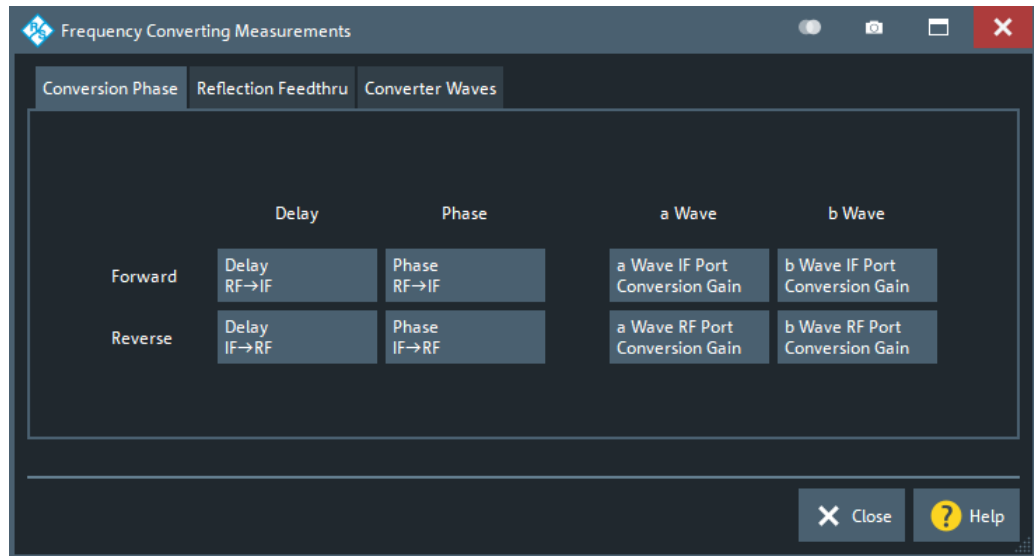 R&S Frequency Converting Measurements
Conversion Phase Reflection Feedthru Converter Waves
Delay Phase a Wave b Wave
Forward
Delay
RF→IF
Phase
RF→IF
a Wave IF Port
Conversion Gain
b Wave IF Port
Conversion Gain
Reverse
Delay
IF→RF
Phase
IF→RF
a Wave RF Port
Conversion Gain
b Wave RF Port
Conversion Gain
Close ? Help